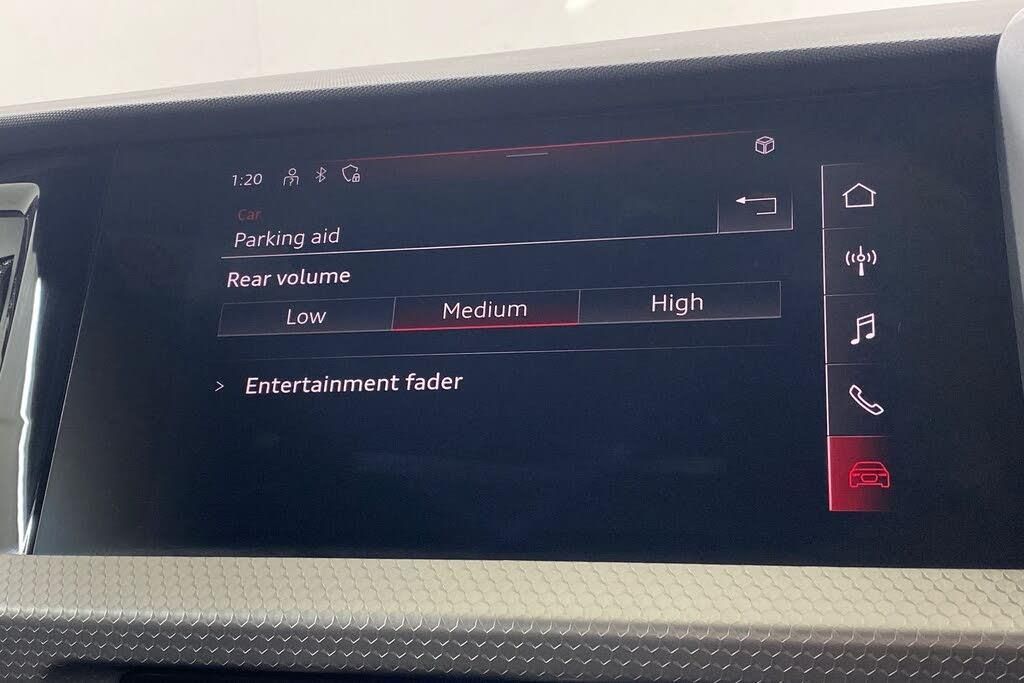 1:20
Car
Parking aid
Rear volume
Low Medium High
> Entertainment fader